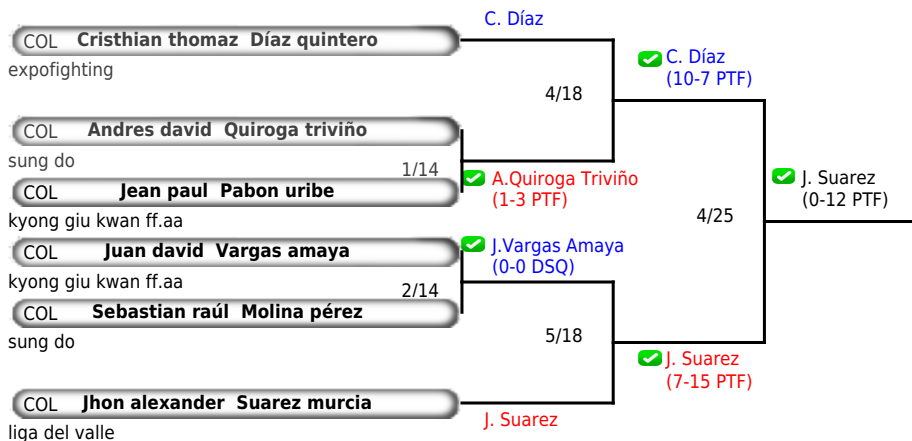 C. Díaz
COL Cristhian thomaz Díaz quintero
expofighting
C. Díaz
(10-7 PTF)
4/18
COL Andres david Quiroga triviño
sung do
1/14
A.Quiroga Triviño
(1-3 PTF)
COL Jean paul Pabon uribe
kyong giu kwan ff.aa
J. Suarez
(0-12 PTF)
4/25
COL Juan david Vargas amaya
kyong giu kwan ff.aa
J.Vargas Amaya
(0-0 DSQ)
2/14
COL Sebastian raúl Molina pérez
sung do
5/18
J. Suarez
(7-15 PTF)
COL Jhon alexander Suarez murcia
liga del valle
J. Suarez